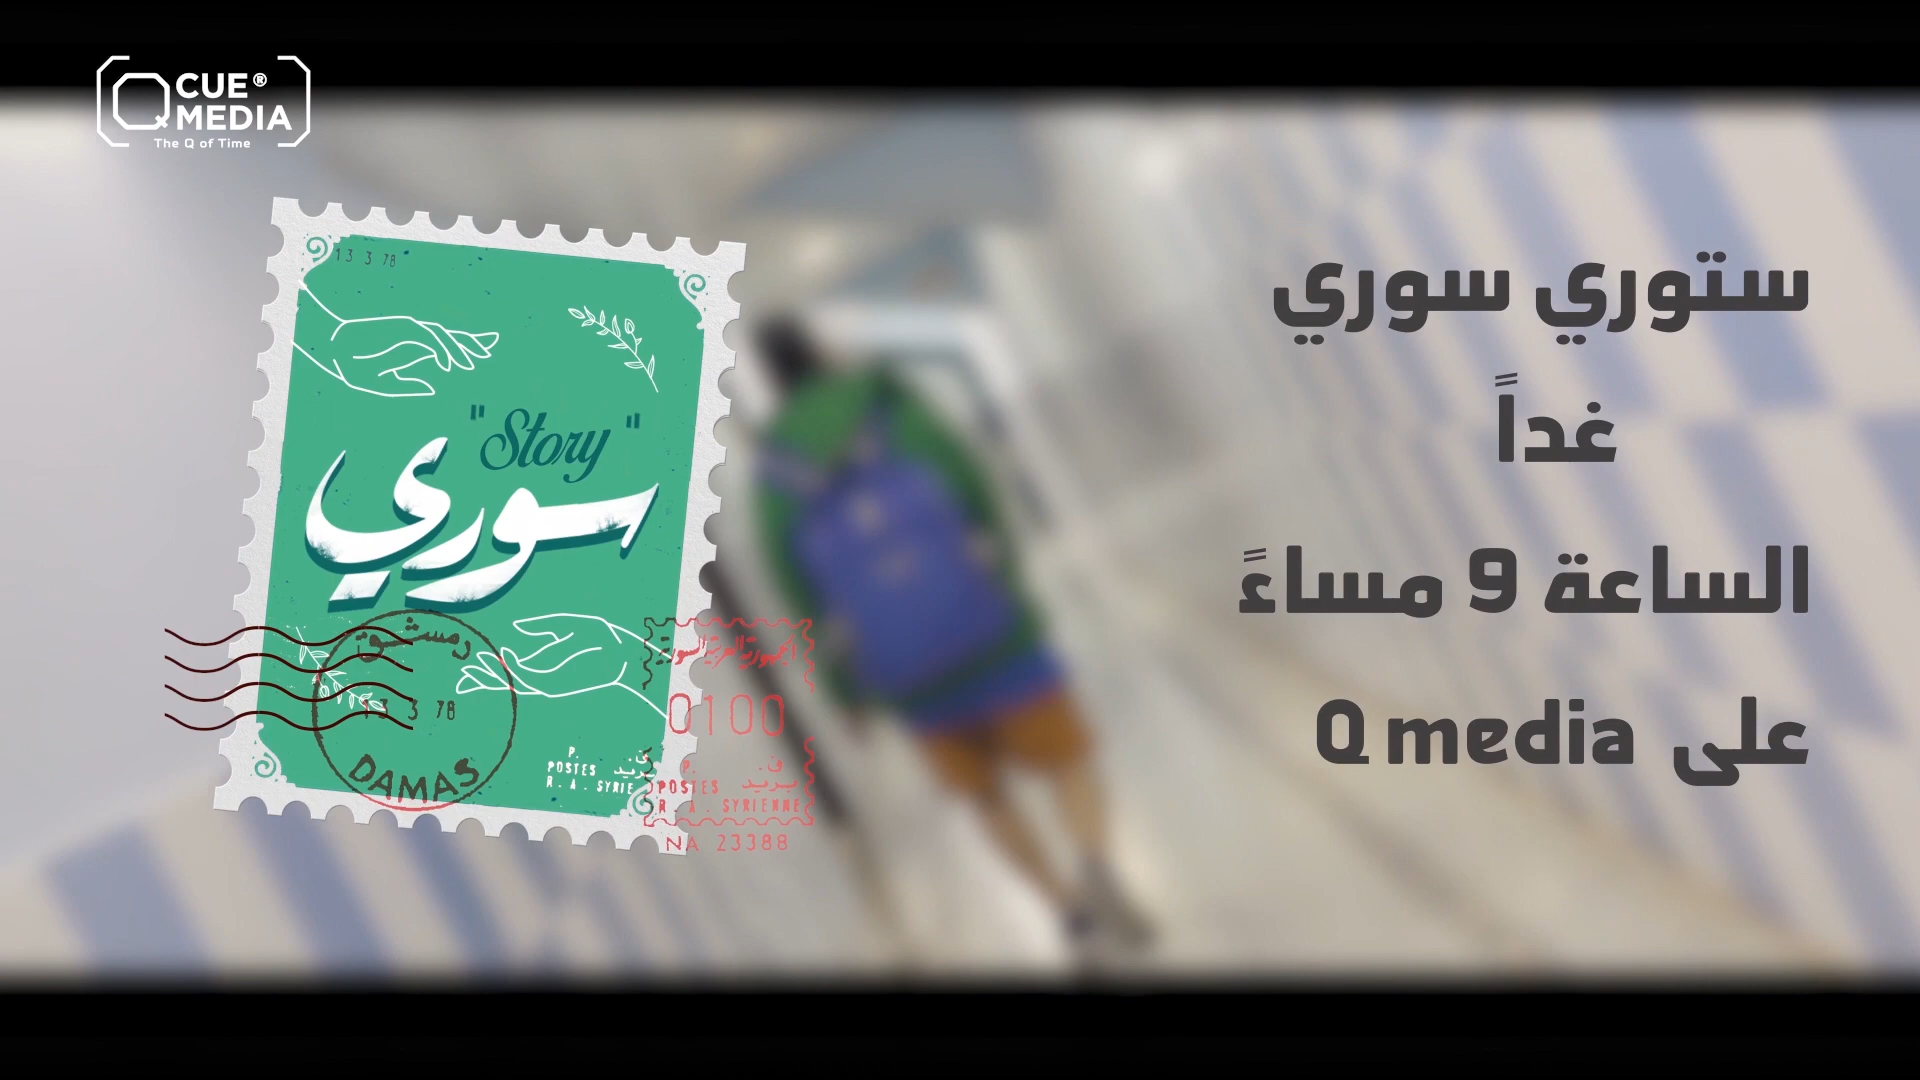 CUE®
MEDIA
The Q of Time
13 3 78
"Story"
سوري
دمشق
13 3 78
DAMAS
P. ف.
POSTES بريد
R. A. SYRIE
الجمهورية العربية السورية
0100
P. ف.
POSTES بريد
R. A. SYRIENNE
NA 23388
ستوري سوري
غداً
الساعة 9 مساءً
على Q media